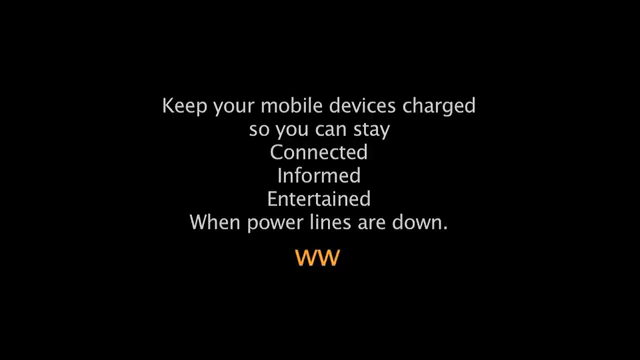 Keep your mobile devices charged
so you can stay
Connected
Informed
Entertained
When power lines are down.
ww